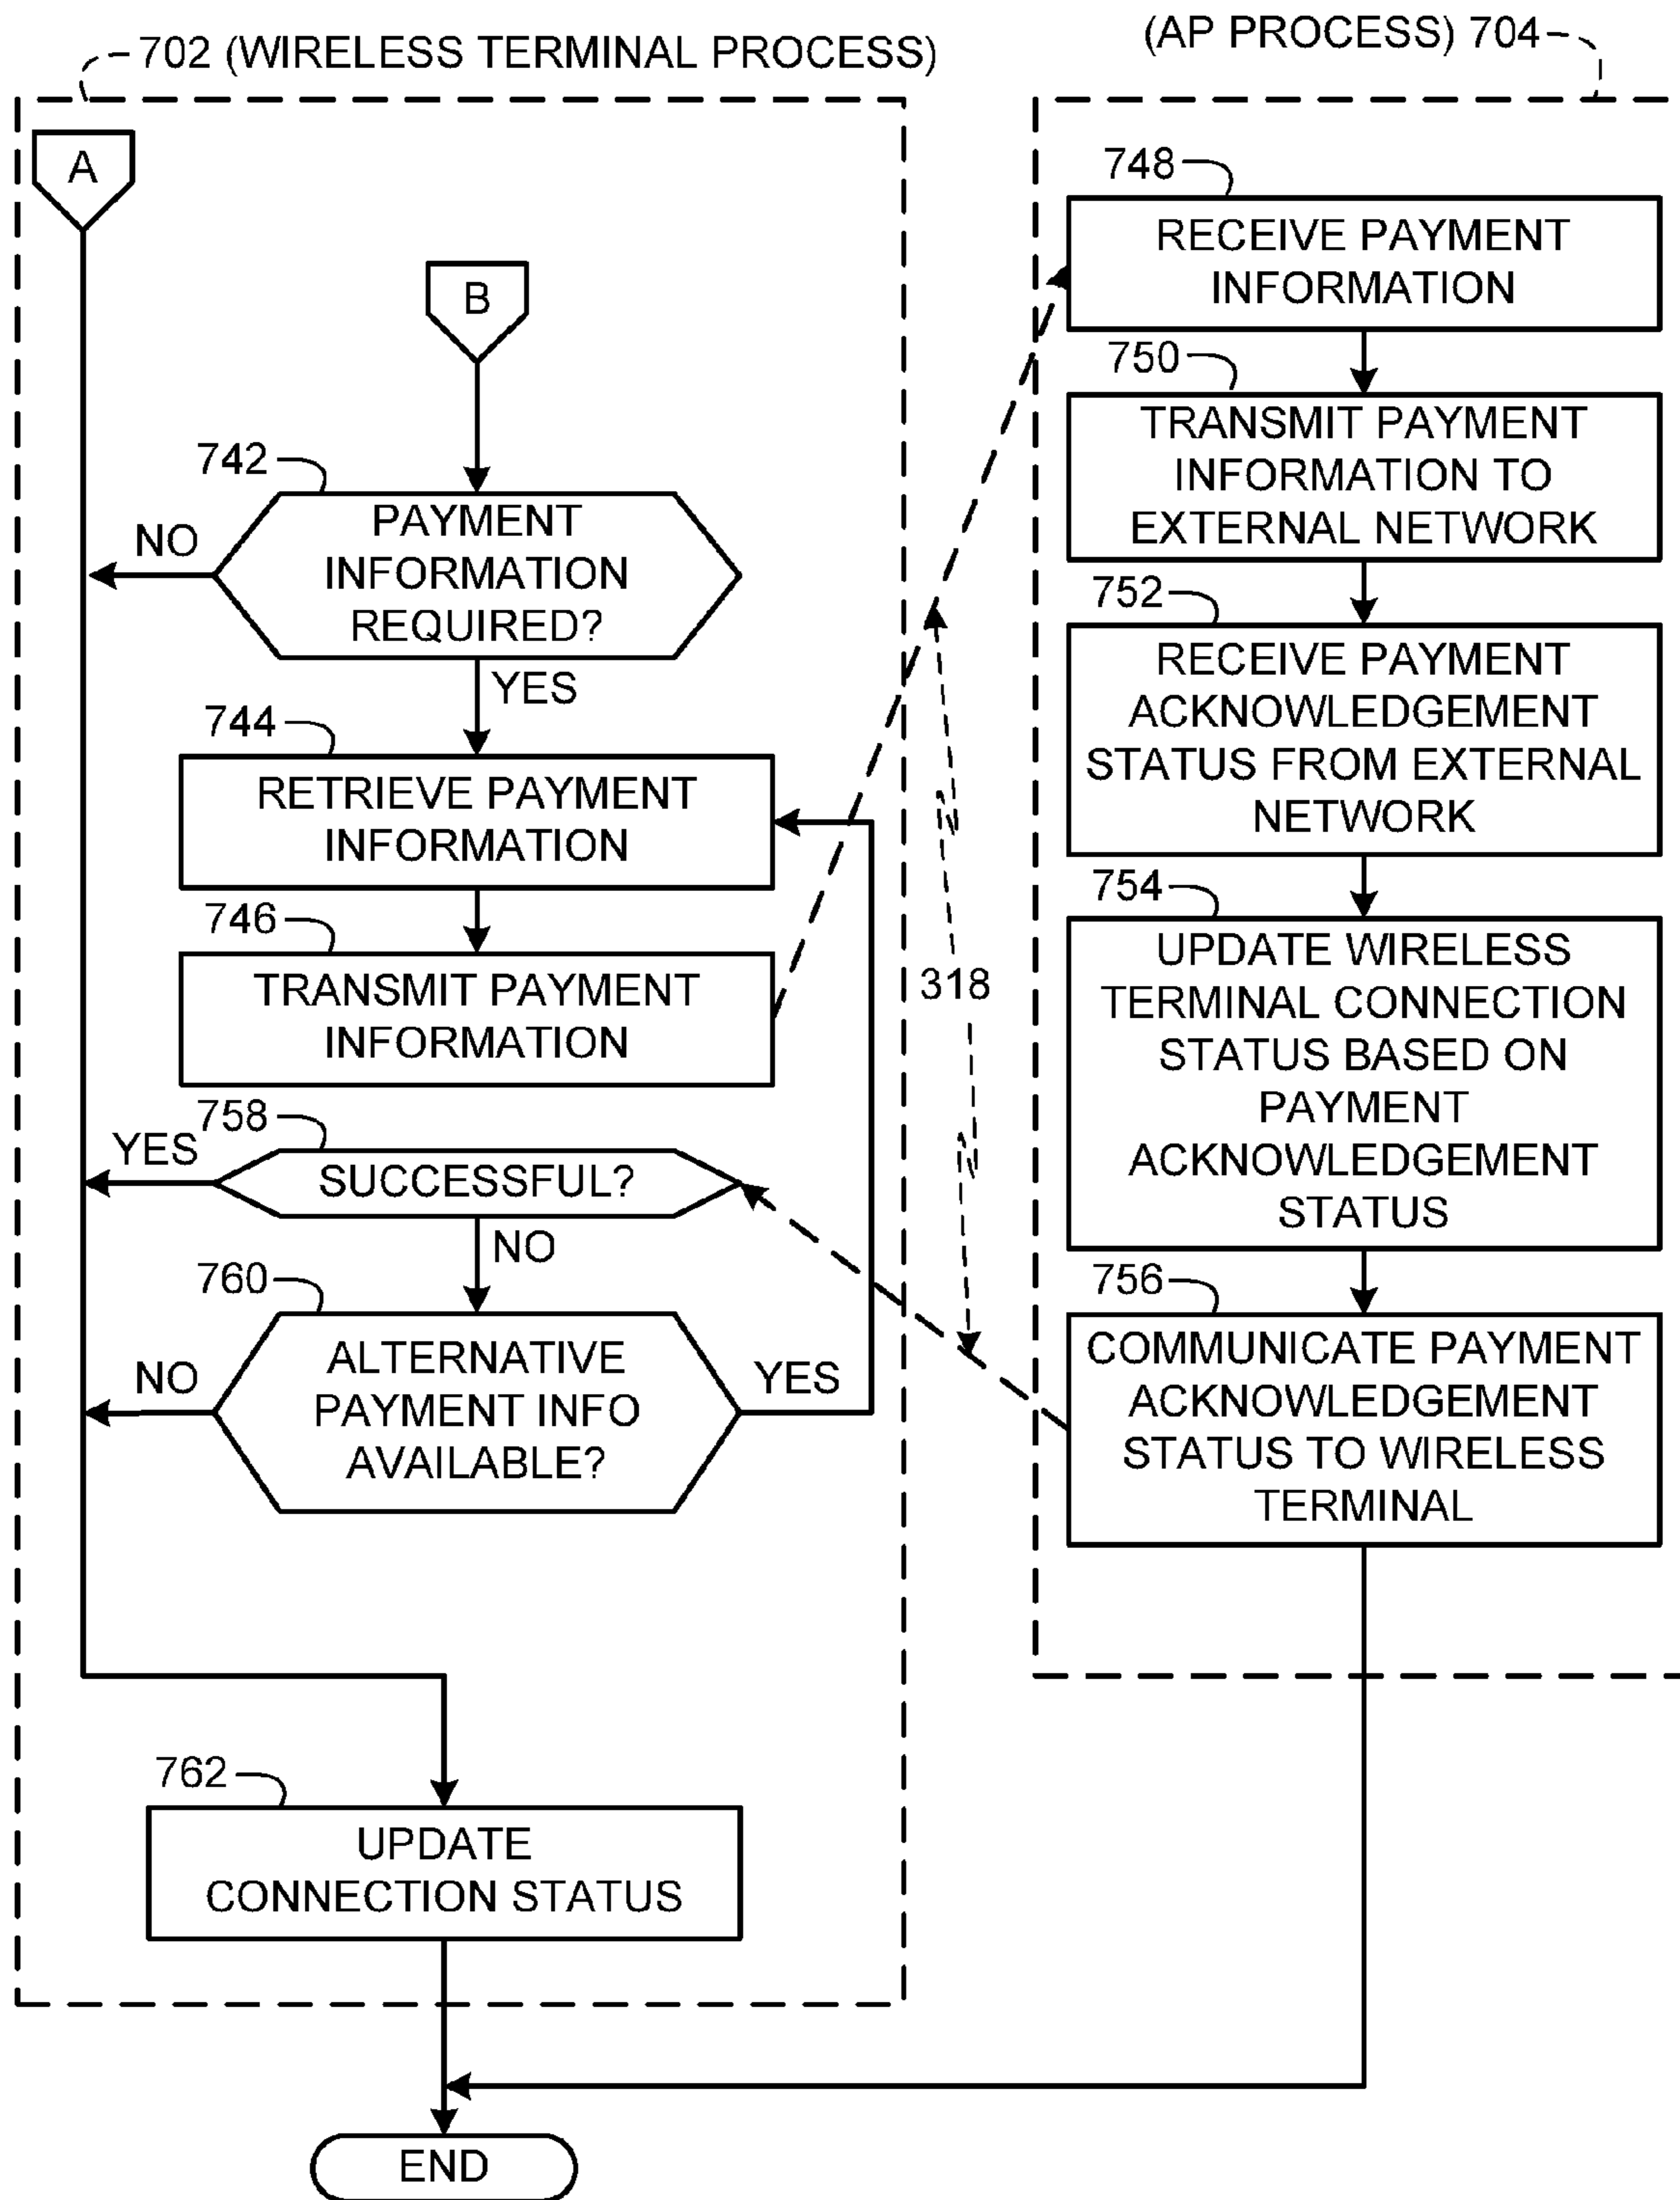 702 (WIRELESS TERMINAL PROCESS)
(AP PROCESS) 704
A
B
742
PAYMENT
INFORMATION
REQUIRED?
NO
YES
744
RETRIEVE PAYMENT
INFORMATION
746
TRANSMIT PAYMENT
INFORMATION
758
YES
SUCCESSFUL?
NO
760
ALTERNATIVE
PAYMENT INFO
AVAILABLE?
NO
YES
762
UPDATE
CONNECTION STATUS
318
748
RECEIVE PAYMENT
INFORMATION
750
TRANSMIT PAYMENT
INFORMATION TO
EXTERNAL NETWORK
752
RECEIVE PAYMENT
ACKNOWLEDGEMENT
STATUS FROM EXTERNAL
NETWORK
754
UPDATE WIRELESS
TERMINAL CONNECTION
STATUS BASED ON
PAYMENT
ACKNOWLEDGEMENT
STATUS
756
COMMUNICATE PAYMENT
ACKNOWLEDGEMENT
STATUS TO WIRELESS
TERMINAL
END